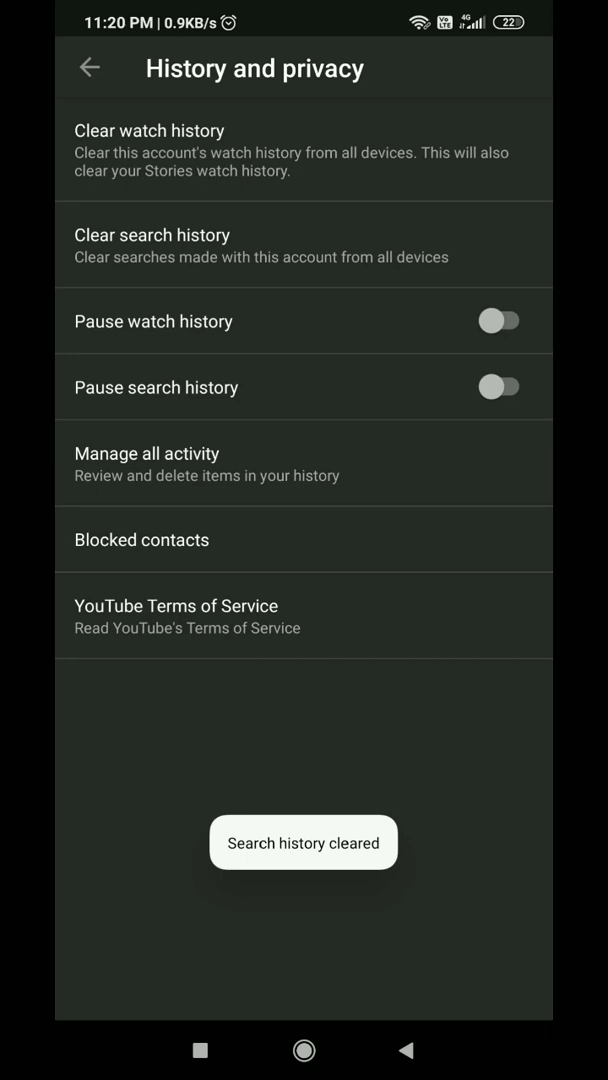 11:20 PM | 0.9KB/s
Vo
LTE
4G
22
History and privacy
Clear watch history
Clear this account's watch history from all devices. This will also
clear your Stories watch history.
Clear search history
Clear searches made with this account from all devices
Pause watch history
Pause search history
Manage all activity
Review and delete items in your history
Blocked contacts
YouTube Terms of Service
Read YouTube's Terms of Service
Search history cleared